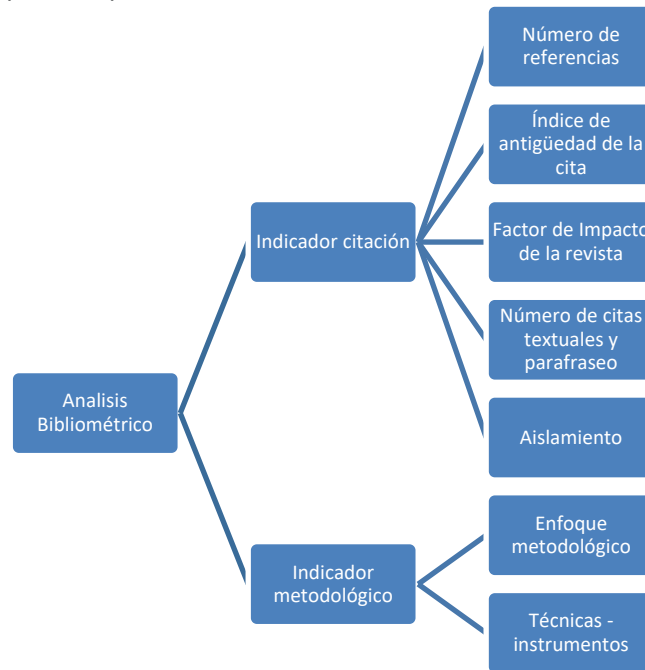 Número de
referencias
Índice de
antigüedad de la
cita
Indicador citación
Factor de Impacto
de la revista
Número de citas
textuales y
parafraseo
Analisis
Bibliométrico
Aislamiento
Enfoque
metodológico
Indicador
metodológico
Técnicas -
instrumentos